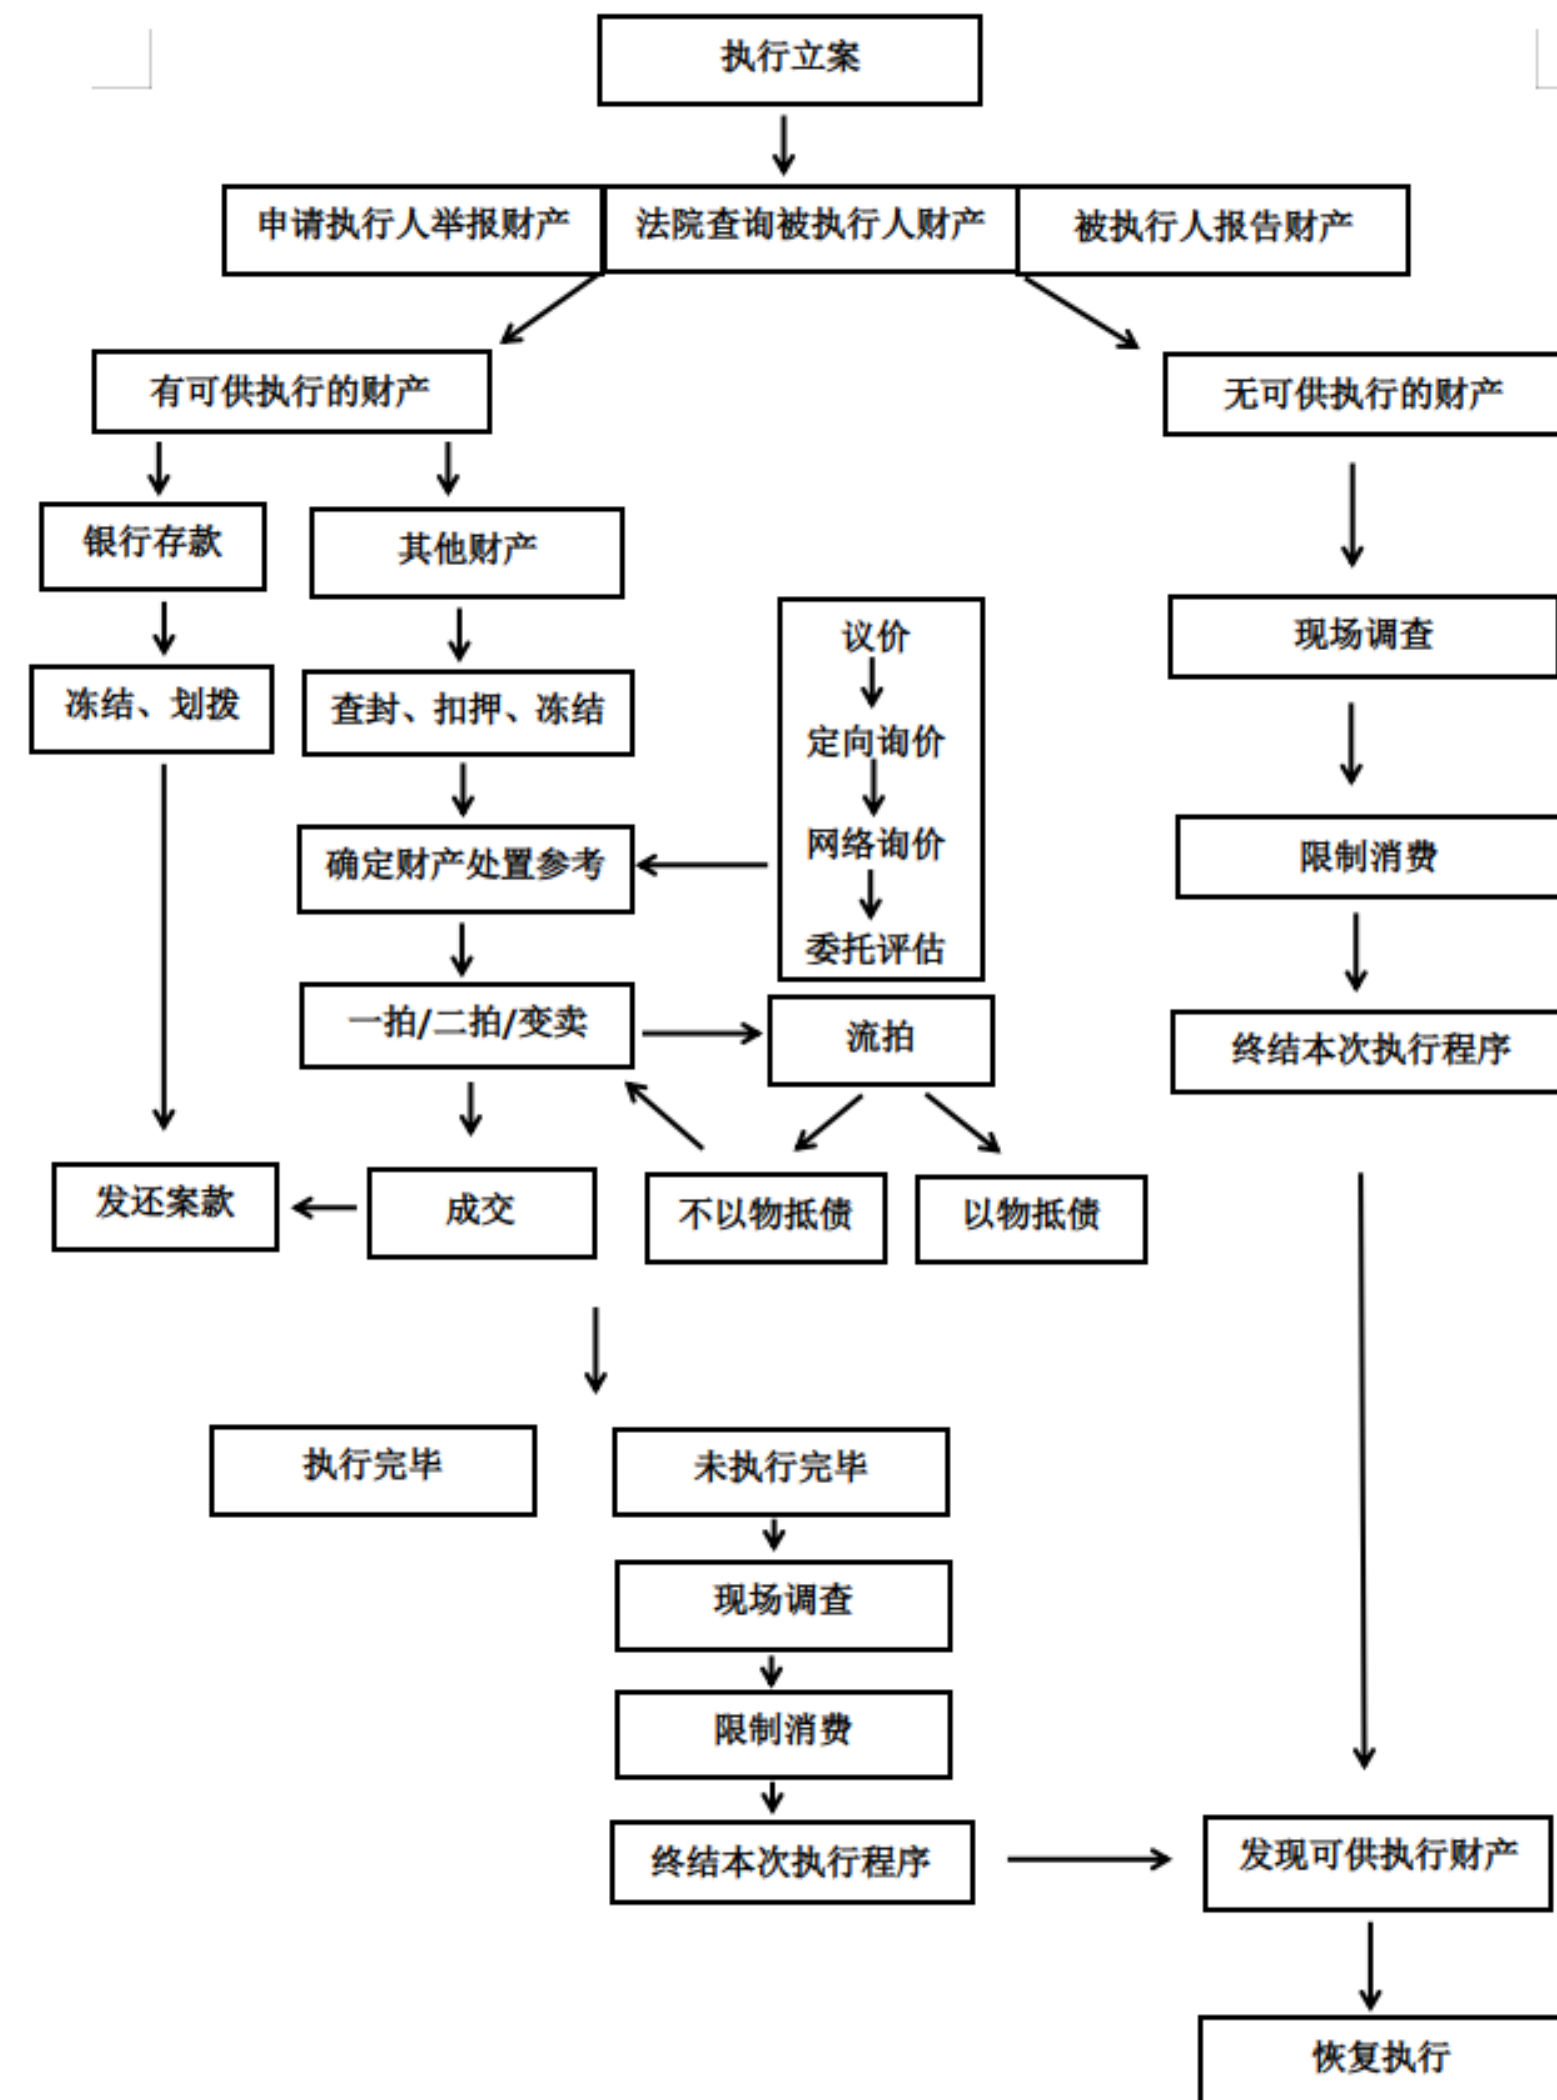 执行立案
申请执行人举报财产
法院查询被执行人财产
被执行人报告财产
有可供执行的财产
无可供执行的财产
银行存款
其他财产
冻结、划拨
查封、扣押、冻结
议价
定向询价
网络询价
委托评估
现场调查
确定财产处置参考
限制消费
一拍/二拍/变卖
流拍
终结本次执行程序
发还案款
成交
不以物抵债
以物抵债
执行完毕
未执行完毕
现场调查
限制消费
终结本次执行程序
发现可供执行财产
恢复执行